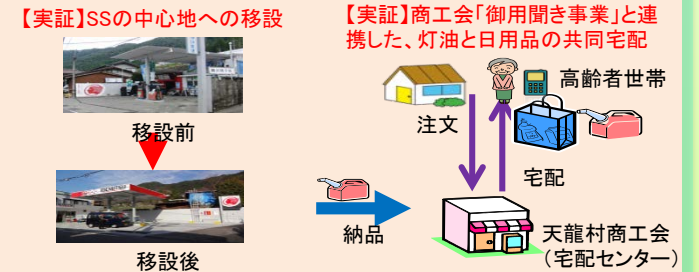 【実証】SSの中心地への移設
移設前
移設後
【実証】商工会「御用聞き事業」と連
携した、灯油と日用品の共同宅配
高齢者世帯
注文
宅配
納品
天龍村商工会
（宅配センター）